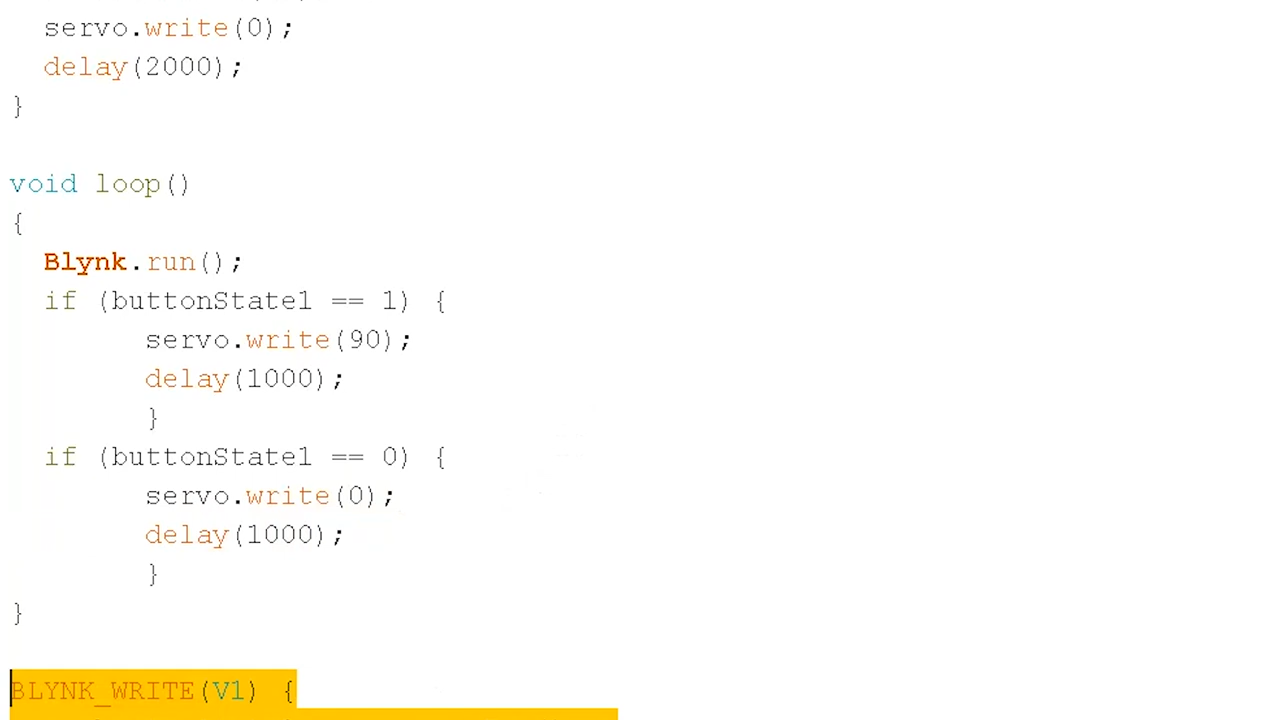 servo.write(0);
delay(2000);
}
void loop()
{
Blynk.run();
if (buttonState1 == 1) {
servo.write(90);
delay(1000);
}
if (buttonState1 == 0) {
servo.write(0);
delay(1000);
}
}
BLYNK_WRITE(V1) {